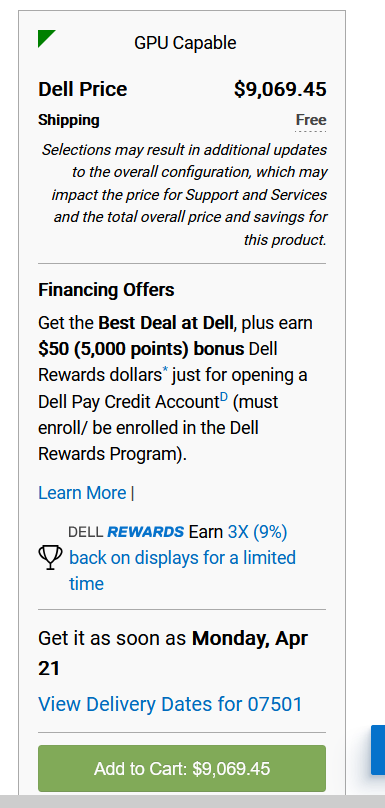 GPU Capable
Dell Price $9,069.45
Shipping Free
Selections may result in additional updates
to the overall configuration, which may
impact the price for Support and Services
and the total overall price and savings for
this product.
Financing Offers
Get the Best Deal at Dell, plus earn
$50 (5,000 points) bonus Dell
Rewards dollars* just for opening a
Dell Pay Credit AccountD (must
enroll/ be enrolled in the Dell
Rewards Program).
Learn More |
DELL REWARDS Earn 3X (9%)
back on displays for a limited
time
Get it as soon as Monday, Apr
21
View Delivery Dates for 07501
Add to Cart: $9,069.45